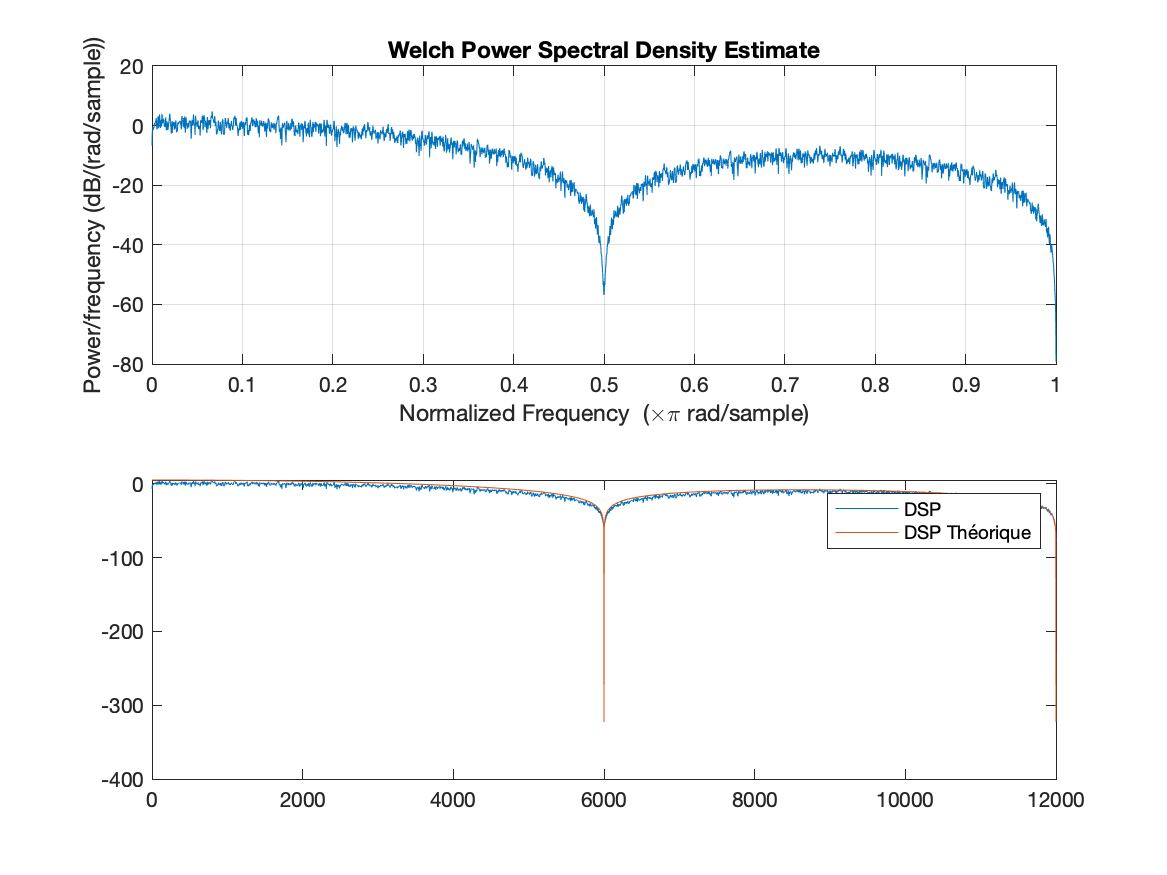 Welch Power Spectral Density Estimate
Power/frequency (dB/(rad/sample))
20
0
-20
-40
-60
-80
0 0.1 0.2 0.3 0.4 0.5 0.6 0.7 0.8 0.9 1
Normalized Frequency (×π rad/sample)
0
-100
-200
-300
-400
DSP
DSP Théorique
0 2000 4000 6000 8000 10000 12000